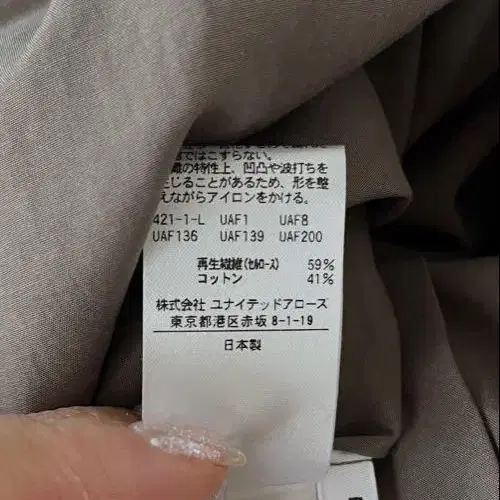 ではこすらない。
の特性上、凹凸や波打ちを
じることがあるため、形を整
えながらアイロンをかける。
421-1-L UAF1 UAF8
UAF136 UAF139 UAF200
再生繊維(セルロース) 59%
コットン 41%
株式会社 ユナイテッドアローズ
東京都港区赤坂 8-1-19
日本製